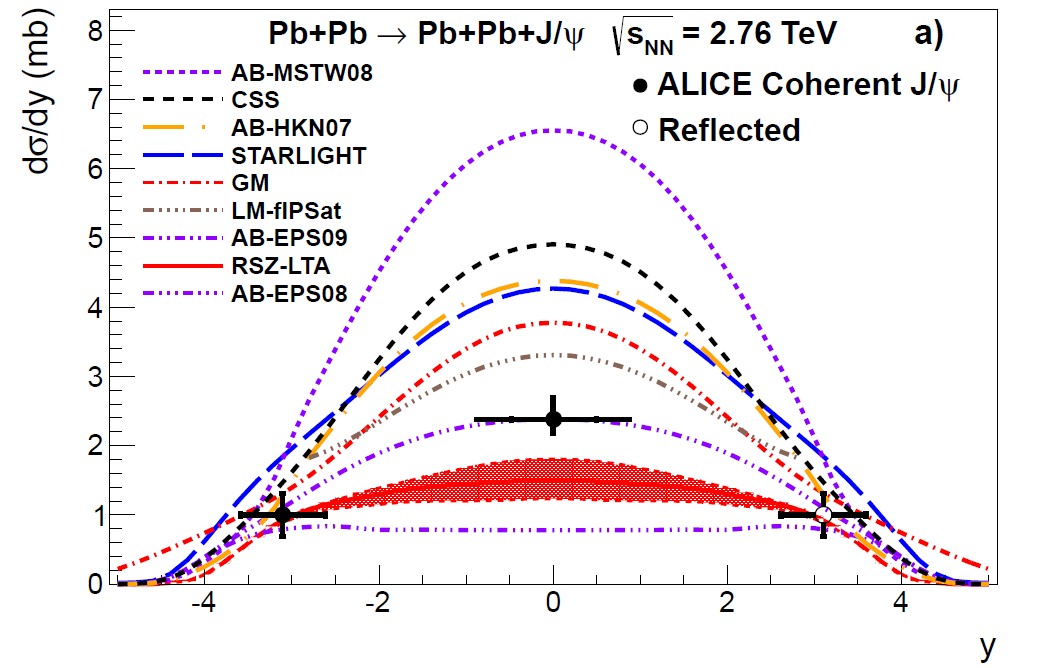 Pb+Pb → Pb+Pb+J/ψ √sNN = 2.76 TeV a)
dσ/dy (mb)
AB-MSTW08
CSS
AB-HKN07
STARLIGHT
GM
LM-fIPSat
AB-EPS09
RSZ-LTA
AB-EPS08
ALICE Coherent J/ψ
Reflected
8
7
6
5
4
3
2
1
0
-4 -2 0 2 4
y